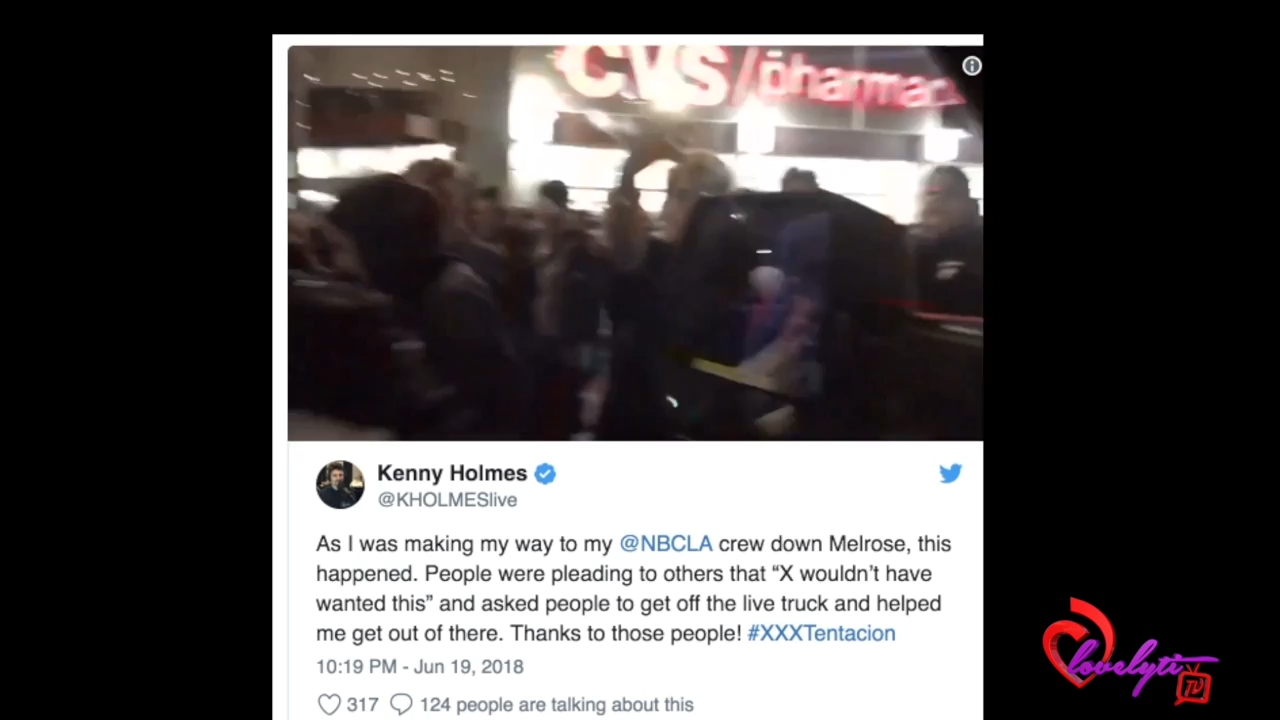 CVS/pharmacy
Kenny Holmes
@KHOLMESlive
As I was making my way to my @NBCLA crew down Melrose, this
happened. People were pleading to others that “X wouldn’t have
wanted this” and asked people to get off the live truck and helped
me get out of there. Thanks to those people! #XXXTentacion
10:19 PM - Jun 19, 2018
317 124 people are talking about this
lovelyti
TV